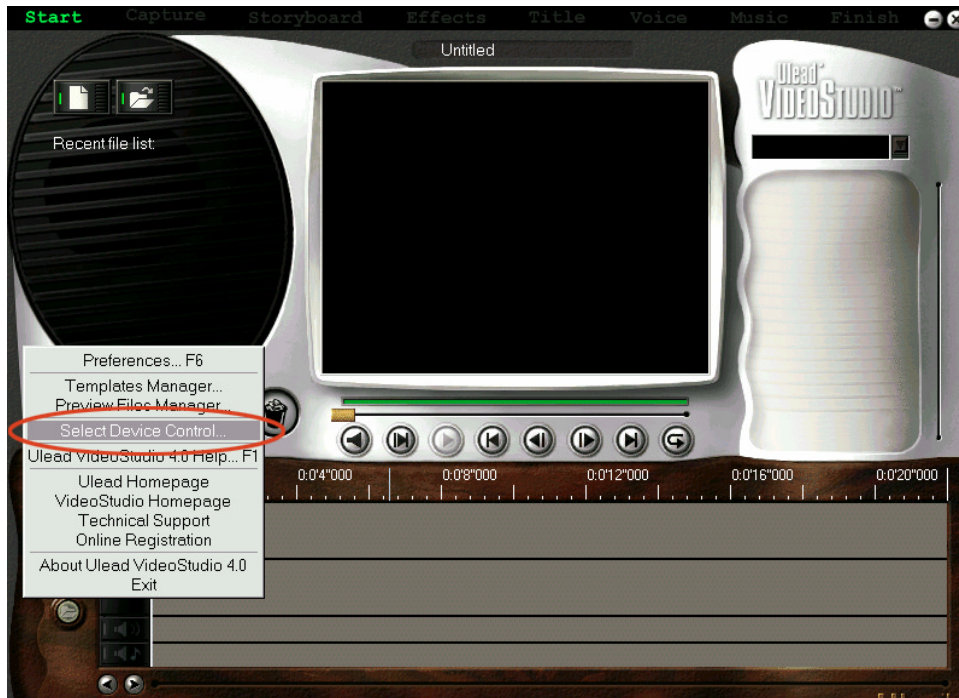 Start Capture Storyboard Effects Title Voice Music Finish
Untitled
Ulead
VIDEOSTUDIO™
Recent file list:
Preferences... F6
Templates Manager...
Preview Files Manager...
Select Device Control...
Ulead VideoStudio 4.0 Help... F1
Ulead Homepage
VideoStudio Homepage
Technical Support
Online Registration
About Ulead VideoStudio 4.0
Exit
0:0'4"000 0:0'8"000 0:0'12"000 0:0'16"000 0:0'20"000